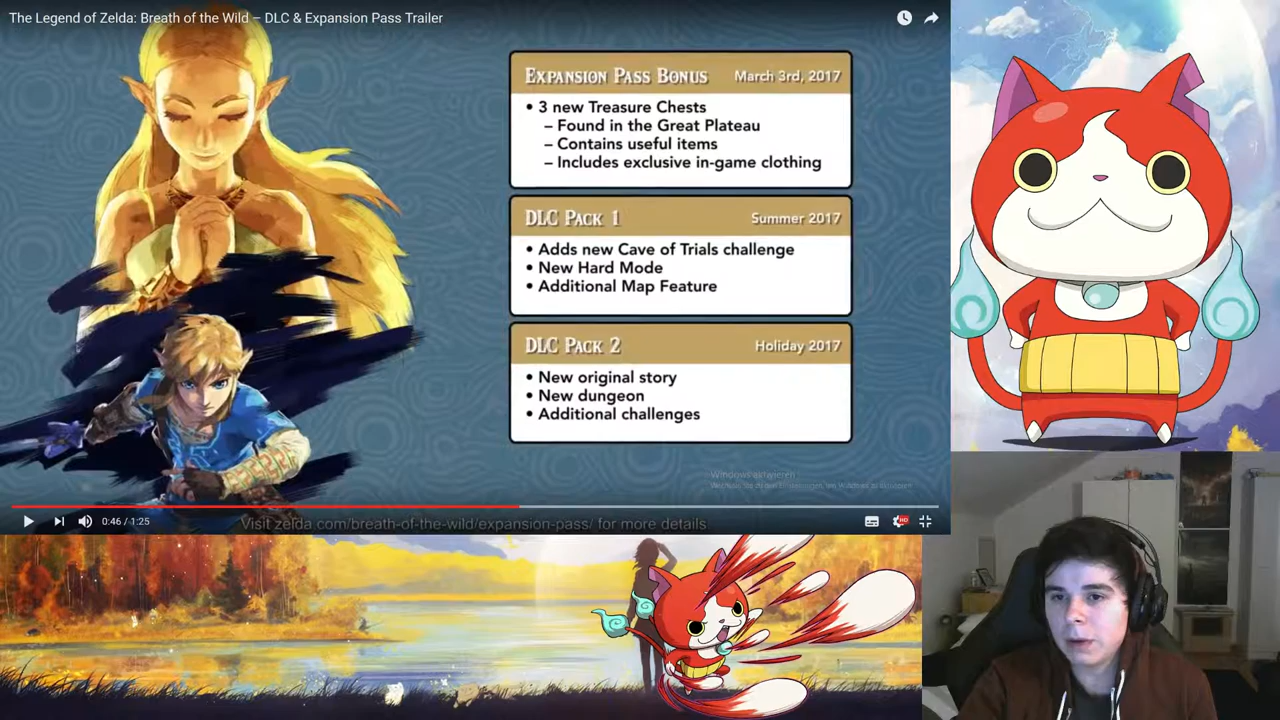 The Legend of Zelda: Breath of the Wild – DLC & Expansion Pass Trailer
Expansion Pass Bonus March 3rd, 2017
• 3 new Treasure Chests
– Found in the Great Plateau
– Contains useful items
– Includes exclusive in-game clothing
DLC Pack 1 Summer 2017
• Adds new Cave of Trials challenge
• New Hard Mode
• Additional Map Feature
DLC Pack 2 Holiday 2017
• New original story
• New dungeon
• Additional challenges
Windows aktivieren
0:46 / 1:25
HD
Visit zelda.com/breath-of-the-wild/expansion-pass/ for more details